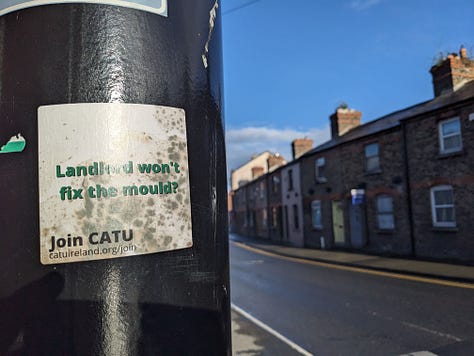 Landlord won't
fix the mould?
Join CATU
catuireland.org/join